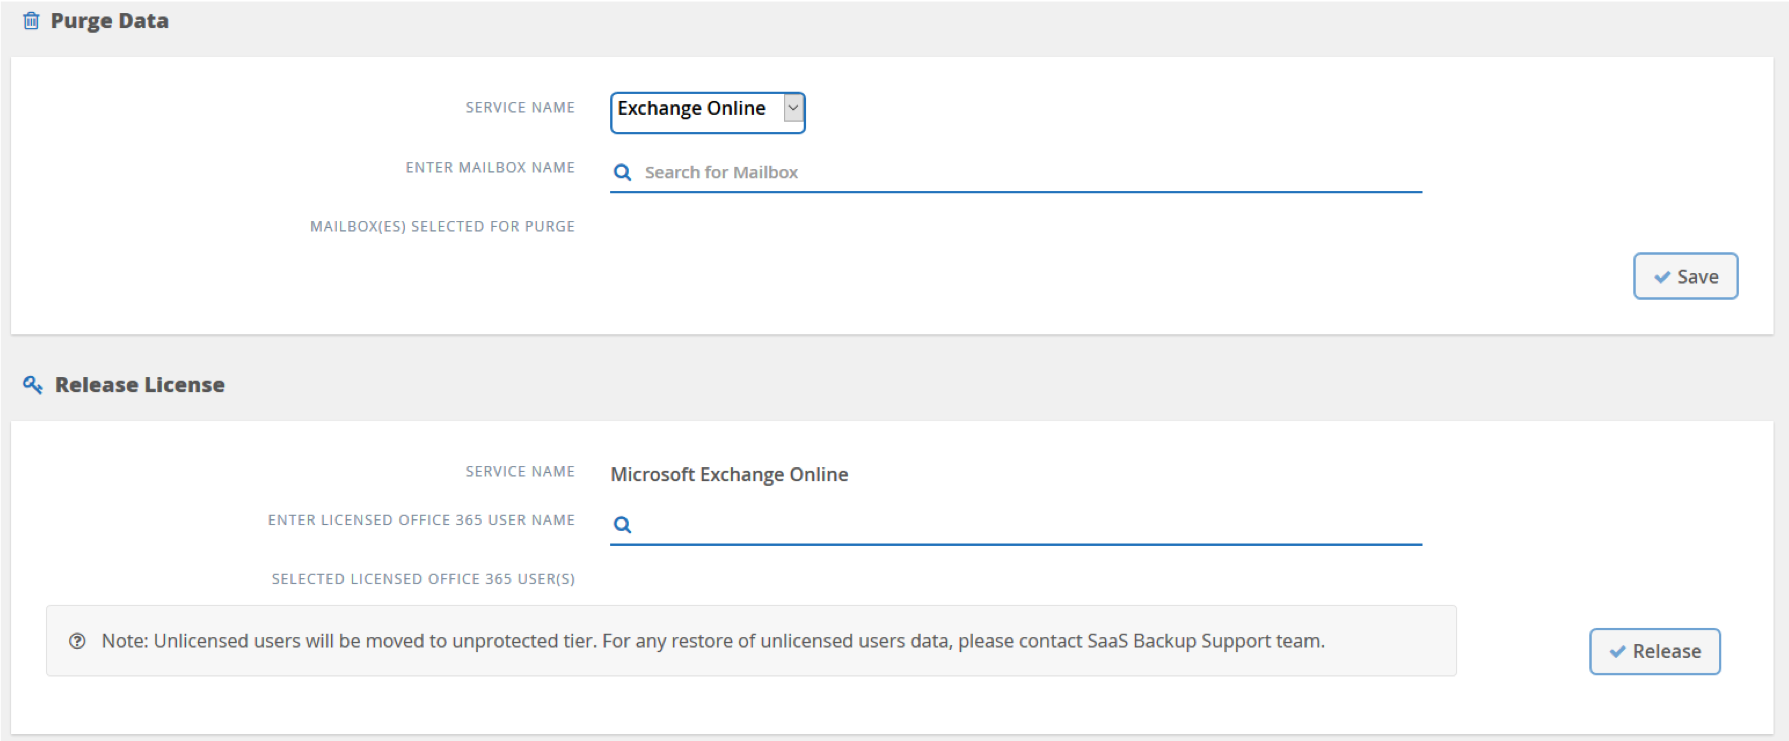 Purge Data
SERVICE NAME
Exchange Online
ENTER MAILBOX NAME
Search for Mailbox
MAILBOX(ES) SELECTED FOR PURGE
Save
Release License
SERVICE NAME
Microsoft Exchange Online
ENTER LICENSED OFFICE 365 USER NAME
SELECTED LICENSED OFFICE 365 USER(S)
Note: Unlicensed users will be moved to unprotected tier. For any restore of unlicensed users data, please contact SaaS Backup Support team.
Release